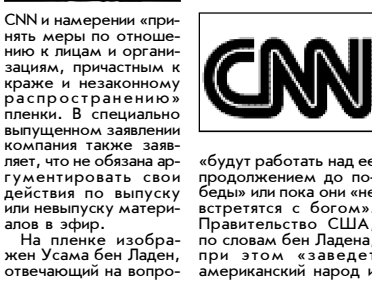 CNN и намерении «при-
нять меры по отноше-
нию к лицам и органи-
зациям, причастным к
краже и незаконному
распространению»
пленки. В специально
выпущенном заявлении
компания также заяв-
ляет, что не обязана ар-
гументировать свои
действия по выпуску
или невыпуску матери-
алов в эфир.
На пленке изобра-
жен Усама бен Ладен,
отвечающий на вопро-
CNN
«будут работать над ее
продолжением до по-
беды» или пока они «не
встретятся с богом».
Правительство США,
по словам бен Ладена,
при этом «заведет
американский народ и